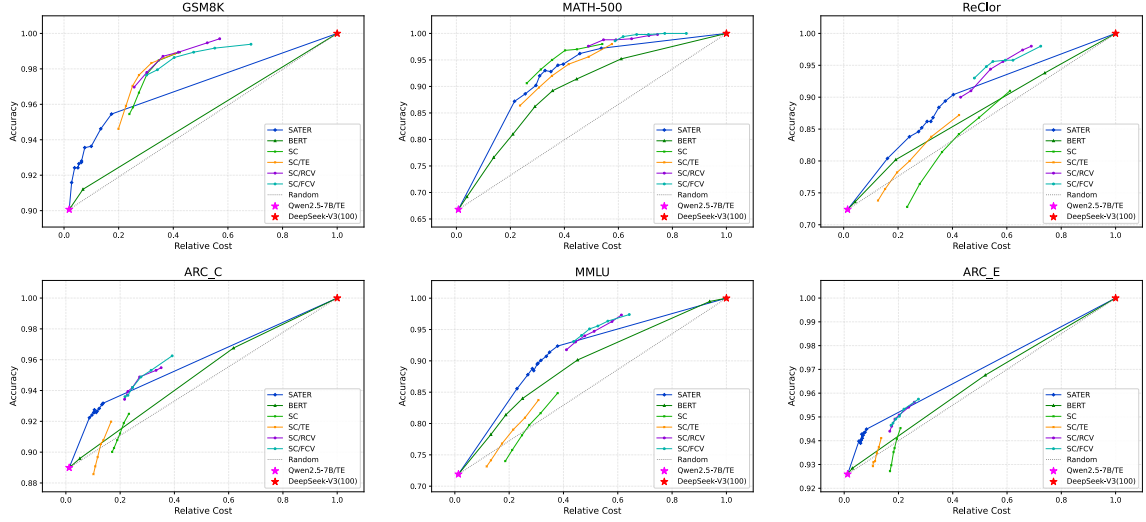 GSM8K
1.00
0.98
0.96
0.94
0.92
0.90
Accuracy
0.0
0.2
0.4
0.6
0.8
1.0
Relative Cost
SATER
BERT
SC
SC/TE
SC/RCV
SC/FCV
Random
Qwen2.5-7B/TE
DeepSeek-V3(100)
MATH-500
1.00
0.95
0.90
0.85
0.80
0.75
0.70
0.65
Accuracy
0.0
0.2
0.4
0.6
0.8
1.0
Relative Cost
SATER
BERT
SC
SC/TE
SC/RCV
SC/FCV
Random
Qwen2.5-7B/TE
DeepSeek-V3(100)
ReClor
1.00
0.95
0.90
0.85
0.80
0.75
0.70
Accuracy
0.0
0.2
0.4
0.6
0.8
1.0
Relative Cost
SATER
BERT
SC
SC/TE
SC/RCV
SC/FCV
Random
Qwen2.5-7B/TE
DeepSeek-V3(100)
ARC_C
1.00
0.98
0.96
0.94
0.92
0.90
0.88
Accuracy
0.0
0.2
0.4
0.6
0.8
1.0
Relative Cost
SATER
BERT
SC
SC/TE
SC/RCV
SC/FCV
Random
Qwen2.5-7B/TE
DeepSeek-V3(100)
MMLU
1.00
0.95
0.90
0.85
0.80
0.75
0.70
Accuracy
0.0
0.2
0.4
0.6
0.8
1.0
Relative Cost
SATER
BERT
SC
SC/TE
SC/RCV
SC/FCV
Random
Qwen2.5-7B/TE
DeepSeek-V3(100)
ARC_E
1.00
0.99
0.98
0.97
0.96
0.95
0.94
0.93
0.92
Accuracy
0.0
0.2
0.4
0.6
0.8
1.0
Relative Cost
SATER
BERT
SC
SC/TE
SC/RCV
SC/FCV
Random
Qwen2.5-7B/TE
DeepSeek-V3(100)